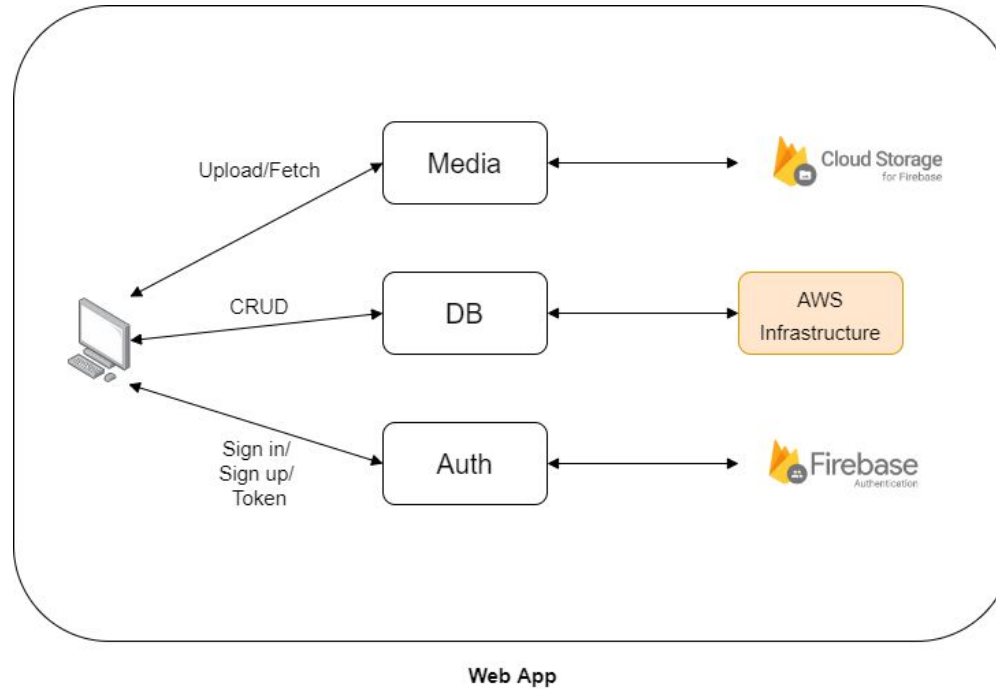 Media
Upload/Fetch
Cloud Storage
for Firebase
CRUD
DB
AWS
Infrastructure
Sign in/
Sign up/
Token
Auth
Firebase
Authentication
Web App